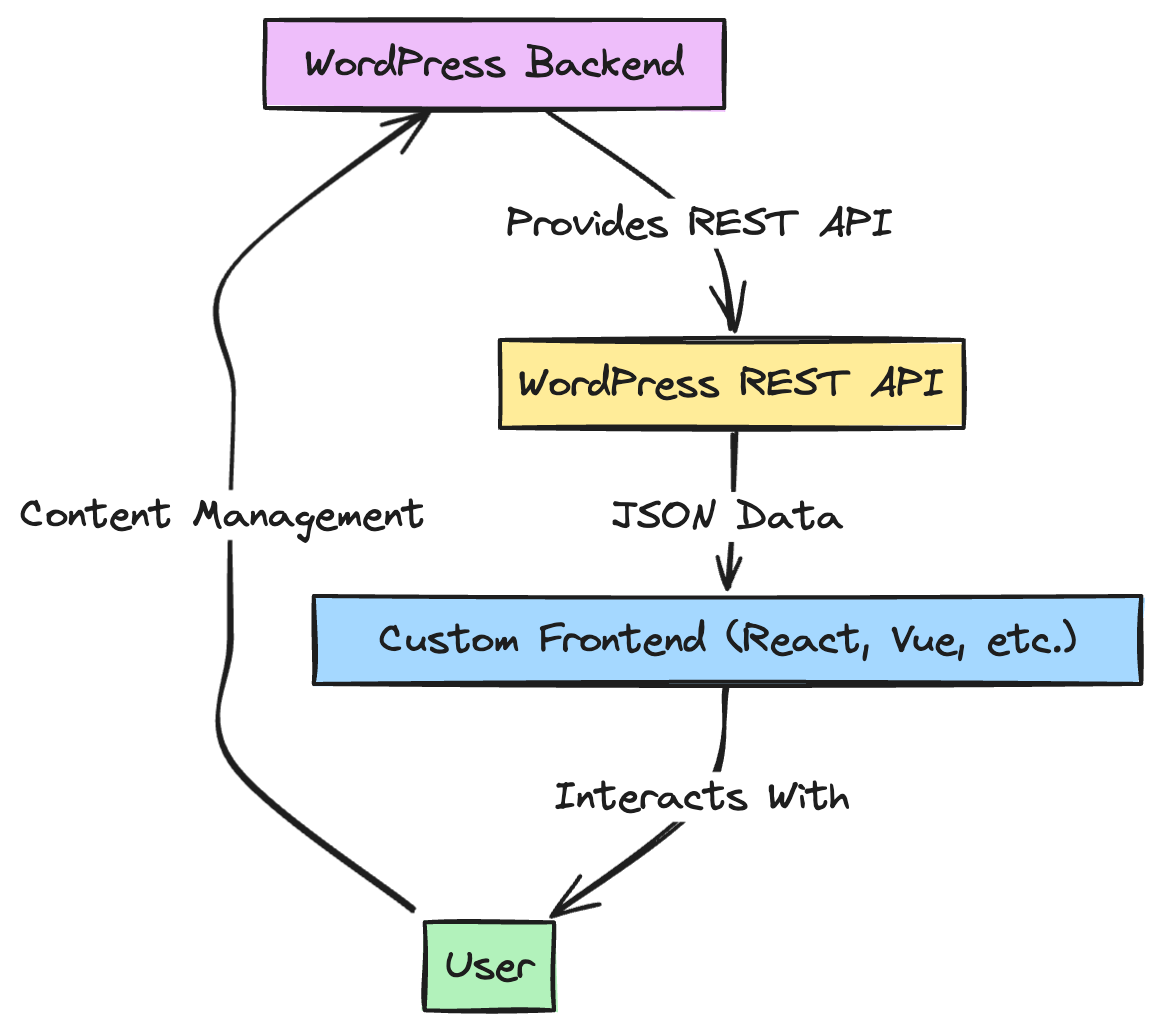 WordPress Backend
Provides REST API
WordPress REST API
Content Management
JSON Data
Custom Frontend (React, Vue, etc.)
Interacts With
User